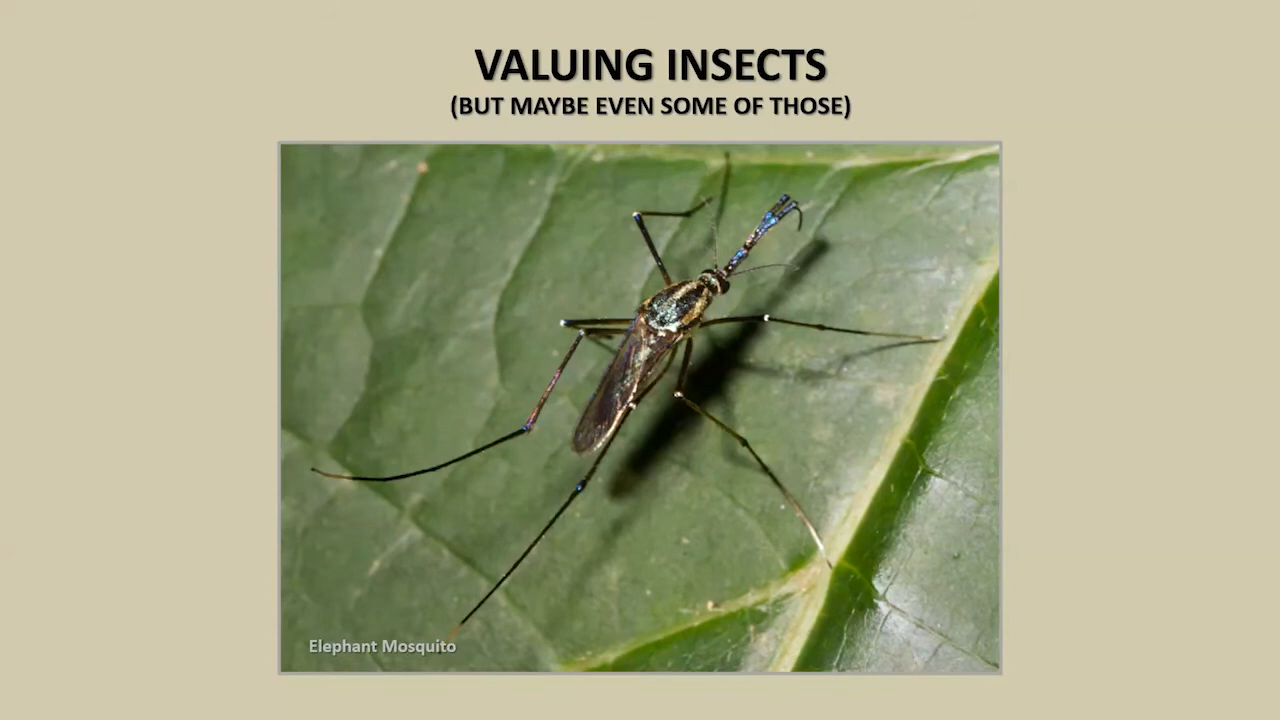 VALUING INSECTS
(BUT MAYBE EVEN SOME OF THOSE)
Elephant Mosquito